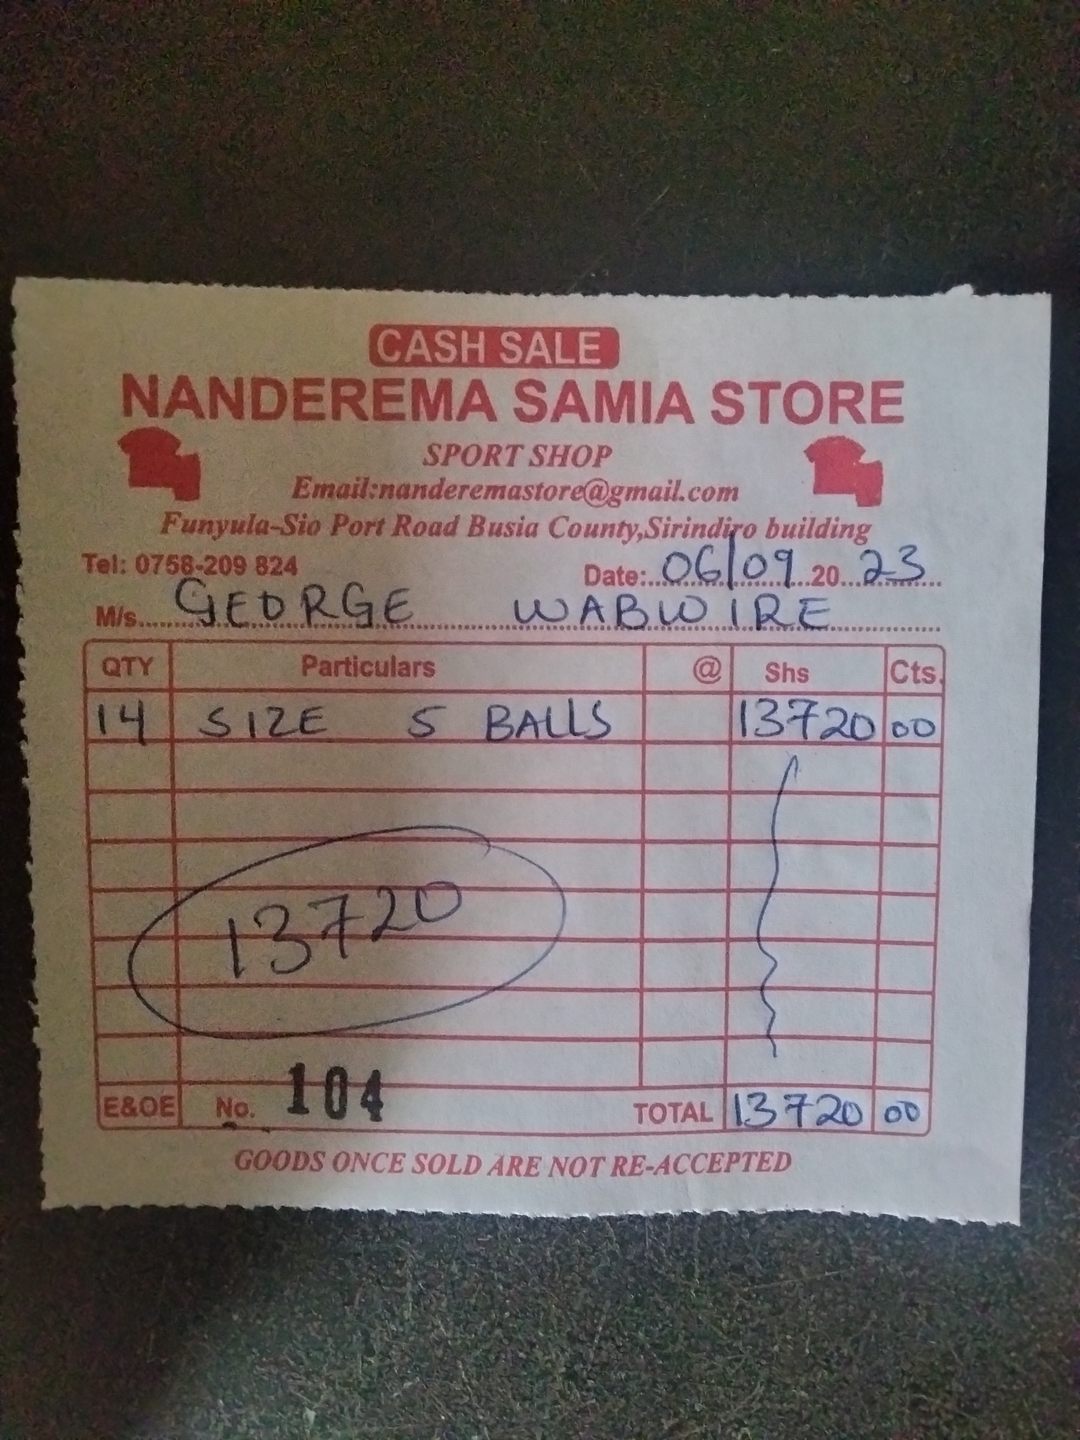 CASH SALE
NANDEREMA SAMIA STORE
SPORT SHOP
Email:nanderemastore@gmail.com
Funyula-Sio Port Road Busia County,Sirindiro building
Tel: 0758-209 824
Date: 06/09 20 23
M/s GEORGE WABWIRE
QTY Particulars @ Shs Cts.
14 SIZE 5 BALLS 13720 00
13720
E&OE No. 104 TOTAL 13720 00
GOODS ONCE SOLD ARE NOT RE-ACCEPTED